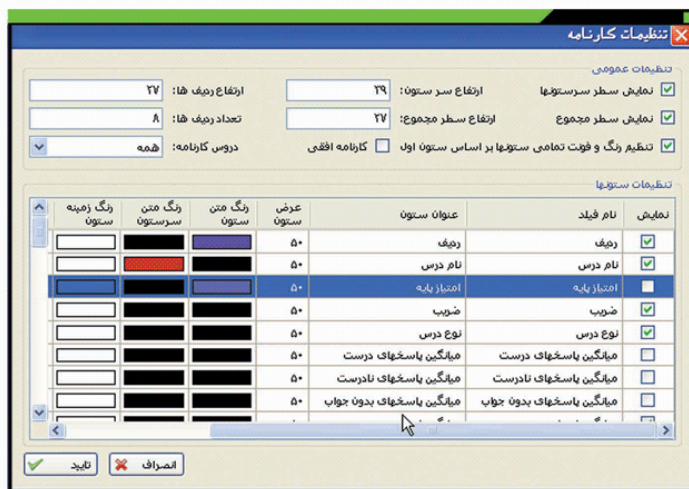 تنظیمات کارنامه
تنظیمات عمومی
نمایش سطر سرستونها ارتفاع سر ستون: ۲۹ ارتفاع ردیف ها: ۲۷
نمایش سطر مجموع ارتفاع سطر مجموع: ۲۷ تعداد ردیف ها: ۸
تنظیم رنگ و فونت تمامی ستونها بر اساس ستون اول کارنامه افقی دروس کارنامه: همه
تنظیمات ستونها
نمایش نام فیلد عنوان ستون عرض ستون رنگ متن ستون رنگ متن سرستون رنگ زمینه ستون
ردیف ردیف ۵۰
نام درس نام درس ۵۰
امتیاز پایه امتیاز پایه ۵۰
ضریب ضریب ۵۰
نوع درس نوع درس ۵۰
میانگین پاسخهای درست میانگین پاسخهای درست ۵۰
میانگین پاسخهای نادرست میانگین پاسخهای نادرست ۵۰
میانگین پاسخهای بدون جواب میانگین پاسخهای بدون جواب ۵۰
انصراف تایید